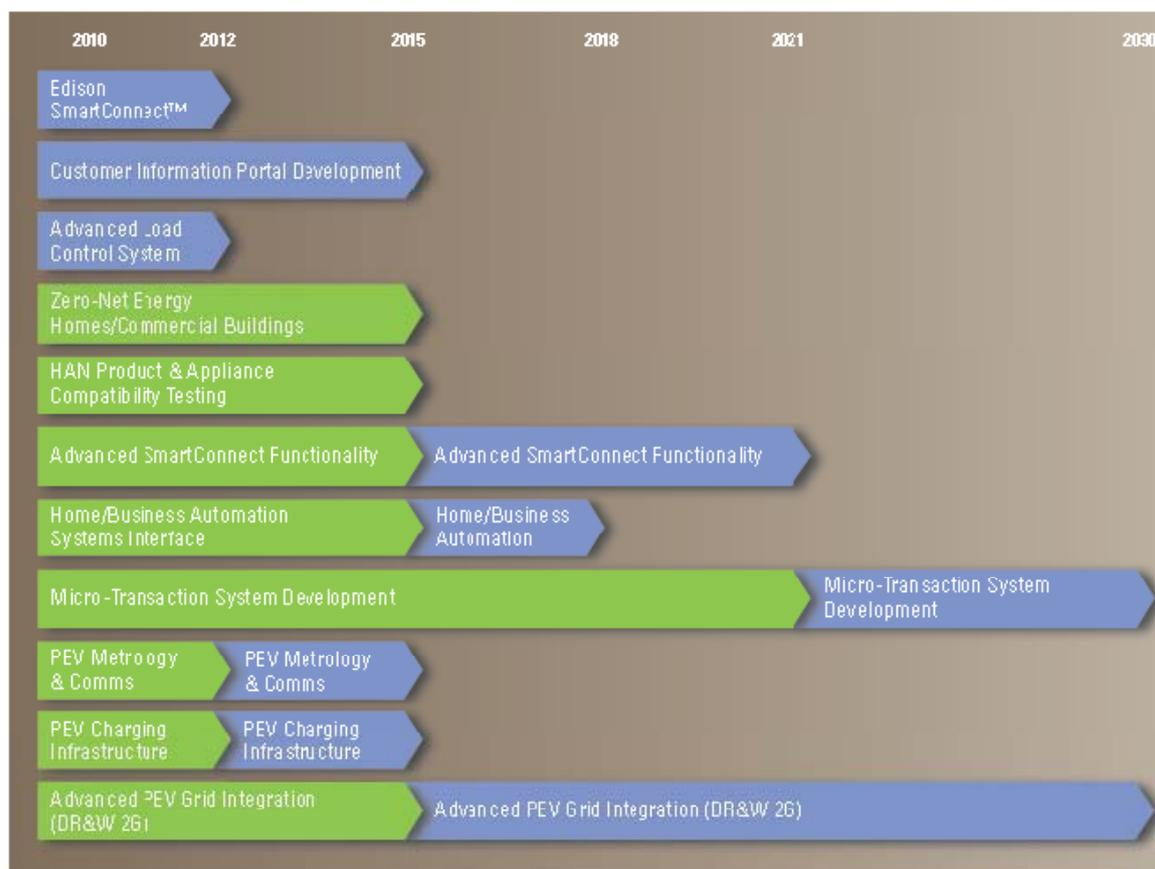 2010 2012 2015 2018 2021 2030
Edison
SmartConnect™
Customer Information Portal Development
Advanced Load
Control System
Zero-Net Energy
Homes/Commercial Buildings
HAN Product & Appliance
Compatibility Testing
Advanced SmartConnect Functionality
Advanced SmartConnect Functionality
Home/Business Automation
Systems Interface
Home/Business
Automation
Micro-Transaction System Development
Micro-Transaction System
Development
PEV Metroogy
& Comms
PEV Metrology
& Comms
PEV Charging
Infrastructure
PEV Charging
Infrastructure
Advanced PEV Grid Integration
(DR&W 2G)
Advanced PEV Grid Integration (DR&W 2G)